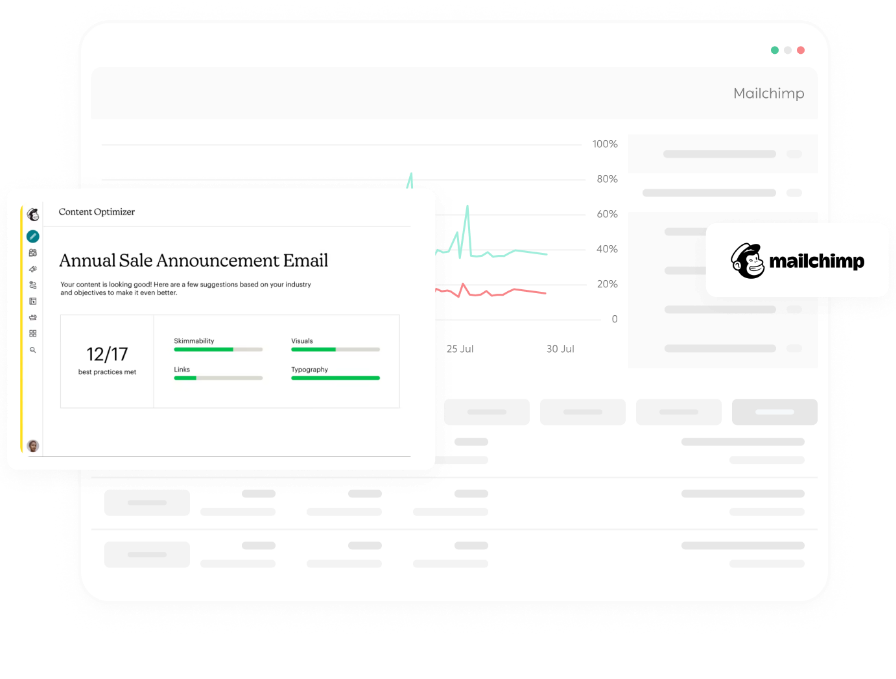 Mailchimp
100%
80%
60%
40%
20%
0
25 Jul
30 Jul
mailchimp
Content Optimizer
Annual Sale Announcement Email
Your content is looking good! Here are a few suggestions based on your industry
and objectives to make it even better.
12/17
best practices met
Skimmability
Visuals
Links
Typography